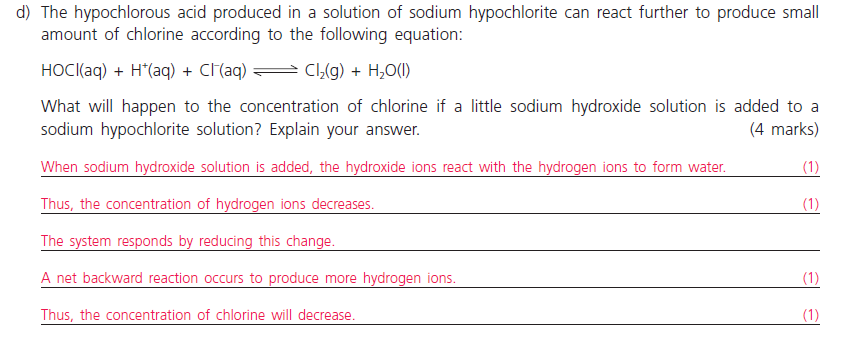 d) The hypochlorous acid produced in a solution of sodium hypochlorite can react further to produce small
amount of chlorine according to the following equation:
HOCl(aq) + H⁺(aq) + Cl⁻(aq) ⇌ Cl₂(g) + H₂O(l)
What will happen to the concentration of chlorine if a little sodium hydroxide solution is added to a
sodium hypochlorite solution? Explain your answer. (4 marks)
When sodium hydroxide solution is added, the hydroxide ions react with the hydrogen ions to form water. (1)
Thus, the concentration of hydrogen ions decreases. (1)
The system responds by reducing this change.
A net backward reaction occurs to produce more hydrogen ions. (1)
Thus, the concentration of chlorine will decrease. (1)